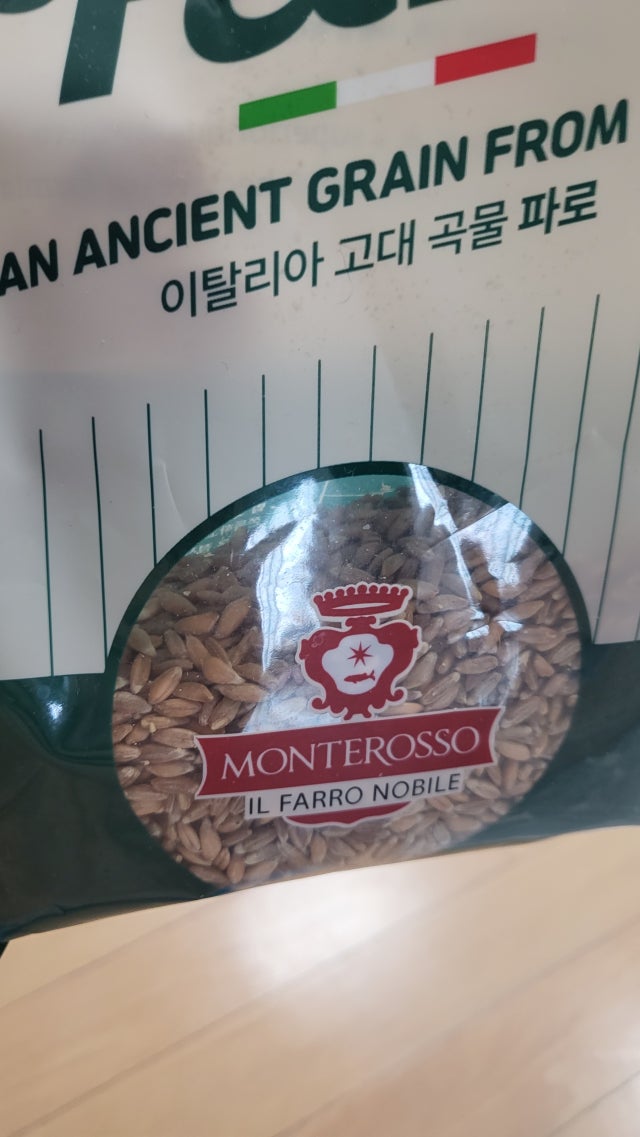 AN ANCIENT GRAIN FROM
이탈리아 고대 곡물 파로
MONTEROSSO
IL FARRO NOBILE